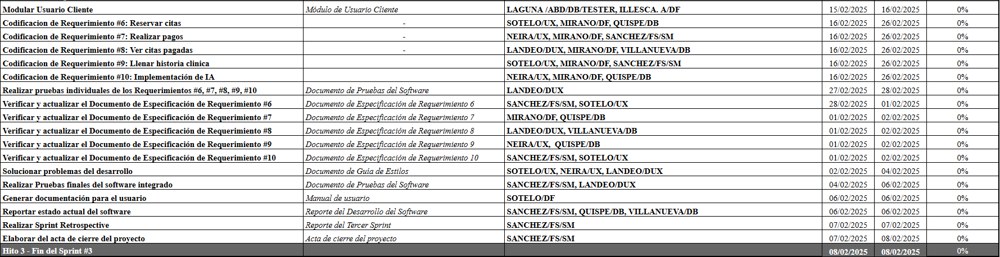 Modular Usuario Cliente Módulo de Usuario Cliente LAGUNA /ABD/DB/TESTER, ILLESCA. A/DF 15/02/2025 16/02/2025 0%
Codificacion de Requerimiento #6: Reservar citas - SOTELO/UX, MIRANO/DF, QUISPE/DB 16/02/2025 26/02/2025 0%
Codificacion de Requerimiento #7: Realizar pagos - NEIRA/UX, MIRANO/DF, SANCHEZ/FS/SM 16/02/2025 26/02/2025 0%
Codificacion de Requerimiento #8: Ver citas pagadas - LANDEO/DUX, MIRANO/DF, VILLANUEVA/DB 16/02/2025 26/02/2025 0%
Codificacion de Requerimiento #9: Llenar historia clinica SOTELO/UX, MIRANO/DF, SANCHEZ/FS/SM 16/02/2025 26/02/2025 0%
Codificacion de Requerimiento #10: Implementación de IA NEIRA/UX, MIRANO/DF, QUISPE/DB 16/02/2025 26/02/2025 0%
Realizar pruebas individuales de los Requerimientos #6, #7, #8, #9, #10 Documento de Pruebas del Software LANDEO/DUX 27/02/2025 28/02/2025 0%
Verificar y actualizar el Documento de Especificación de Requerimiento #6 Documento de Especificación de Requerimiento 6 SANCHEZ/FS/SM, SOTELO/UX 28/02/2025 01/02/2025 0%
Verificar y actualizar el Documento de Especificación de Requerimiento #7 Documento de Especificación de Requerimiento 7 MIRANO/DF, QUISPE/DB 01/02/2025 02/02/2025 0%
Verificar y actualizar el Documento de Especificación de Requerimiento #8 Documento de Especificación de Requerimiento 8 LANDEO/DUX, VILLANUEVA/DB 01/02/2025 02/02/2025 0%
Verificar y actualizar el Documento de Especificación de Requerimiento #9 Documento de Especificación de Requerimiento 9 NEIRA/UX, QUISPE/DB 01/02/2025 02/02/2025 0%
Verificar y actualizar el Documento de Especificación de Requerimiento #10 Documento de Especificación de Requerimiento 10 SANCHEZ/FS/SM, SOTELO/UX 01/02/2025 02/02/2025 0%
Solucionar problemas del desarrollo Documento de Guía de Estilos SOTELO/UX, NEIRA/UX, LANDEO/DUX 02/02/2025 04/02/2025 0%
Realizar Pruebas finales del software integrado Documento de Pruebas del Software SANCHEZ/FS/SM, LANDEO/DUX 04/02/2025 06/02/2025 0%
Generar documentación para el usuario Manual de usuario SOTELO/DF 06/02/2025 06/02/2025 0%
Reportar estado actual del software Reporte del Desarrollo del Software SANCHEZ/FS/SM, QUISPE/DB, VILLANUEVA/DB 06/02/2025 06/02/2025 0%
Realizar Sprint Retrospective Reporte del Tercer Sprint SANCHEZ/FS/SM 07/02/2025 07/02/2025 0%
Elaborar del acta de cierre del proyecto Acta de cierre del proyecto SANCHEZ/FS/SM 07/02/2025 08/02/2025 0%
Hito 3 - Fin del Sprint #3 08/02/2025 08/02/2025 0%